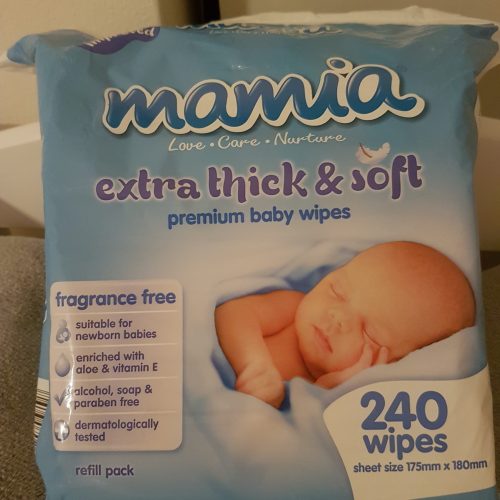 mamia
Love • Care • Nurture
extra thick & soft
premium baby wipes
fragrance free
suitable for
newborn babies
enriched with
aloe & vitamin E
alcohol, soap &
paraben free
dermatologically
tested
refill pack
240
wipes
sheet size 175mm x 180mm